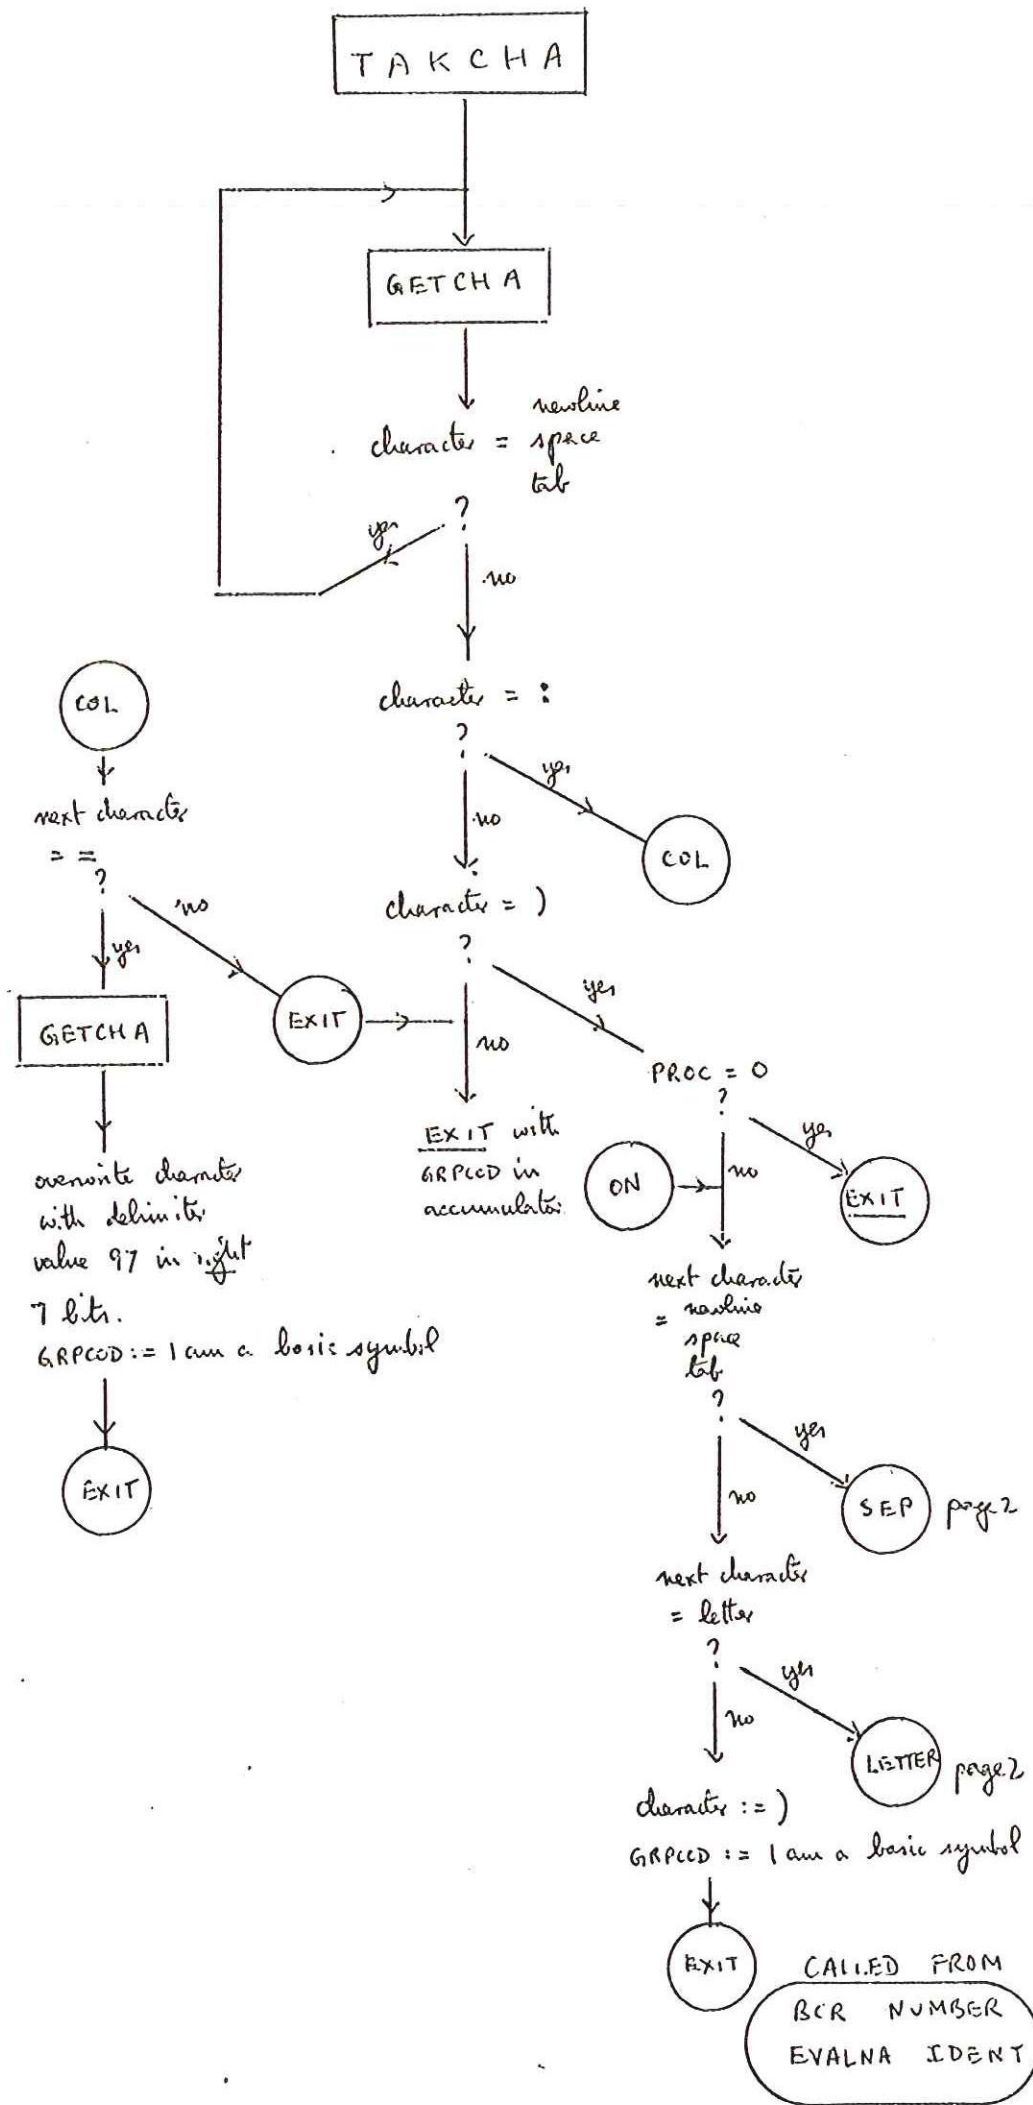 TAKCHA
GETCHA
character = newline
space
tab
?
yes
no
character = :
?
yes
no
COL
character = )
?
yes
no
EXIT with
GRPCOD in
accumulator
COL
next character
= =
?
no
yes
EXIT
GETCHA
overwrite character
with delimiter
value 97 in right
7 bits.
GRPCOD := I am a basic symbol
EXIT
PROC = 0
?
yes
no
EXIT
ON
next character
= newline
space
tab
?
yes
no
SEP page 2
next character
= letter
?
yes
no
LETTER page 2
character := )
GRPCOD := I am a basic symbol
EXIT
CALLED FROM
BCR NUMBER
EVALNA IDENT